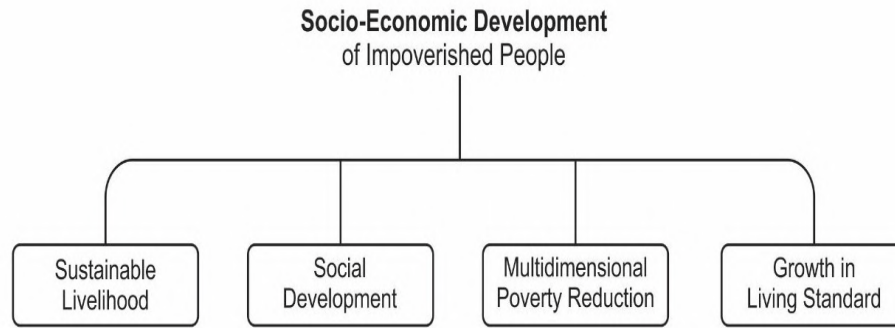 Socio-Economic Development
of Impoverished People
Sustainable
Livelihood
Social
Development
Multidimensional
Poverty Reduction
Growth in
Living Standard